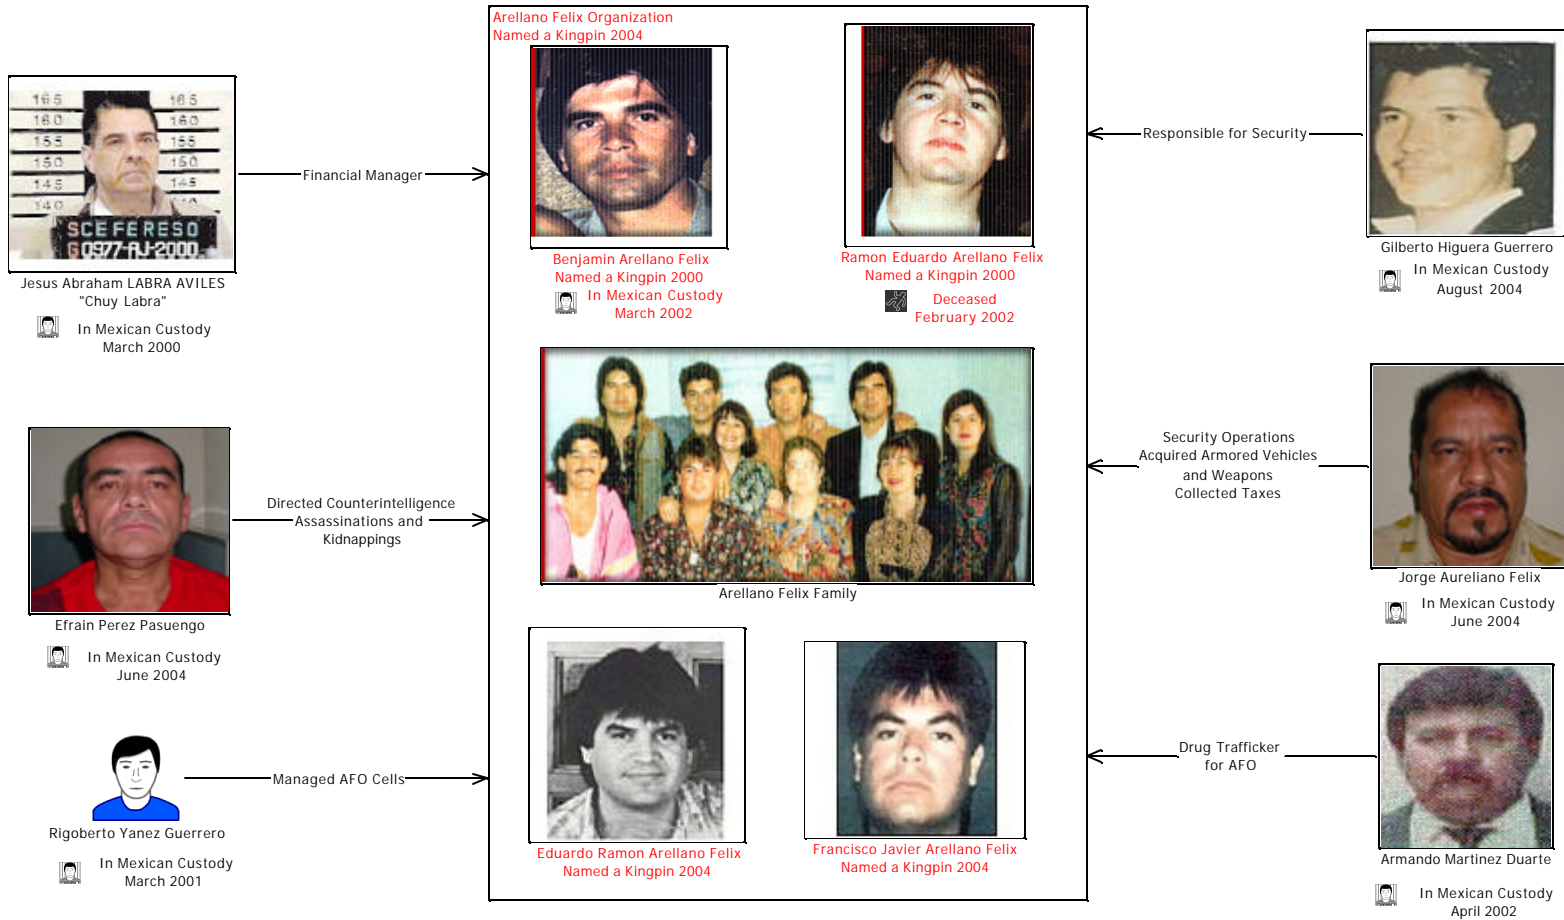 Arellano Felix Organization
Named a Kingpin 2004
165 165
160 160
155 155
150 150
145 145
140
SCEFERESO
G 0977-AJ-2000
Jesus Abraham LABRA AVILES
"Chuy Labra"
In Mexican Custody
March 2000
Financial Manager
Benjamin Arellano Felix
Named a Kingpin 2000
In Mexican Custody
March 2002
Ramon Eduardo Arellano Felix
Named a Kingpin 2000
Deceased
February 2002
Responsible for Security
Gilberto Higuera Guerrero
In Mexican Custody
August 2004
Efrain Perez Pasuengo
In Mexican Custody
June 2004
Directed Counterintelligence
Assassinations and
Kidnappings
Arellano Felix Family
Security Operations
Acquired Armored Vehicles
and Weapons
Collected Taxes
Jorge Aureliano Felix
In Mexican Custody
June 2004
Rigoberto Yanez Guerrero
In Mexican Custody
March 2001
Managed AFO Cells
Eduardo Ramon Arellano Felix
Named a Kingpin 2004
Francisco Javier Arellano Felix
Named a Kingpin 2004
Drug Trafficker
for AFO
Armando Martinez Duarte
In Mexican Custody
April 2002